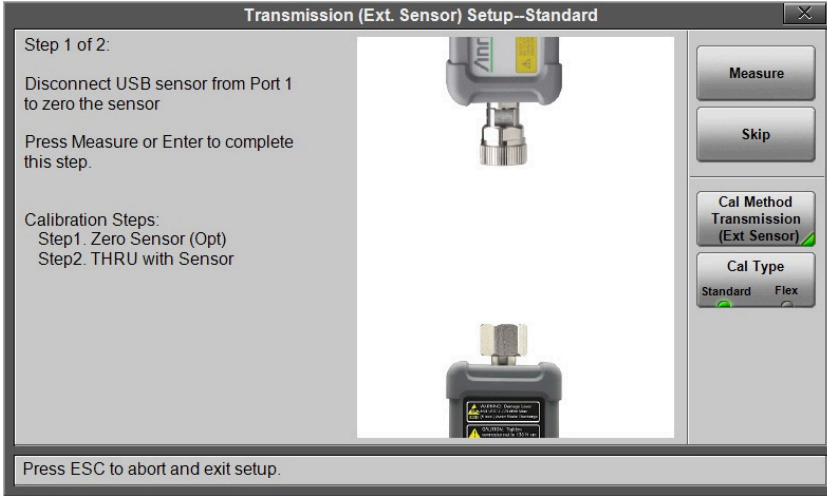 Transmission (Ext. Sensor) Setup--Standard
Step 1 of 2:
Disconnect USB sensor from Port 1
to zero the sensor
Press Measure or Enter to complete
this step.
Calibration Steps:
Step1. Zero Sensor (Opt)
Step2. THRU with Sensor
Measure
Skip
Cal Method
Transmission
(Ext Sensor)
Cal Type
Standard Flex
WARNING:
CAUTION:
Press ESC to abort and exit setup.